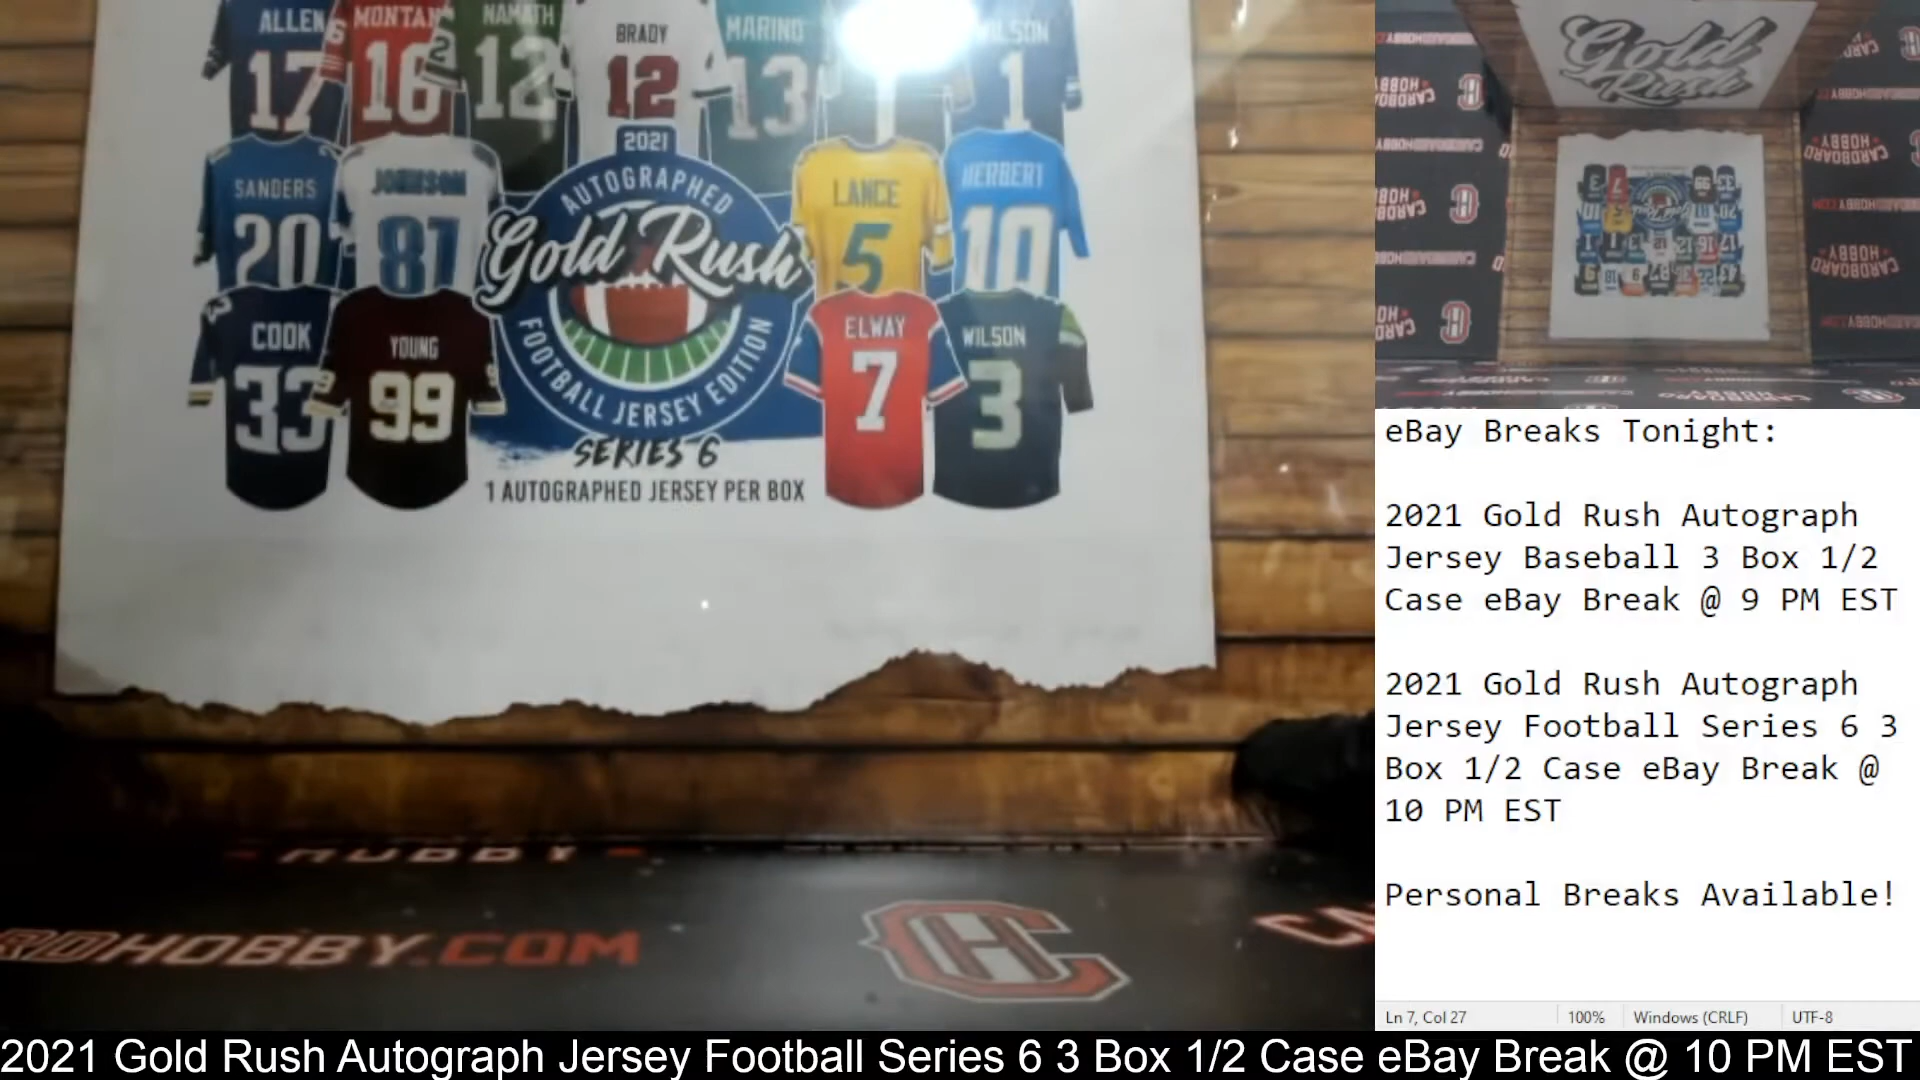 ALLEN
17
MONTAN
16
NAMATH
12
BRADY
12
MARINO
13
1
SANDERS
20
JOHNSON
81
2021
AUTOGRAPHED
Gold Rush
FOOTBALL JERSEY EDITION
LANCE
5
HERBERT
10
COOK
33
YOUNG
99
ELWAY
7
WILSON
3
SERIES 6
1 AUTOGRAPHED JERSEY PER BOX
HOBBY
RDHOBBY.COM
CH
CA
Gold
Rush
CARDBOARD
HOBBY
eBay Breaks Tonight:
2021 Gold Rush Autograph
Jersey Baseball 3 Box 1/2
Case eBay Break @ 9 PM EST
2021 Gold Rush Autograph
Jersey Football Series 6 3
Box 1/2 Case eBay Break @
10 PM EST
Personal Breaks Available!
Ln 7, Col 27
100%
Windows (CRLF)
UTF-8
2021 Gold Rush Autograph Jersey Football Series 6 3 Box 1/2 Case eBay Break @ 10 PM EST